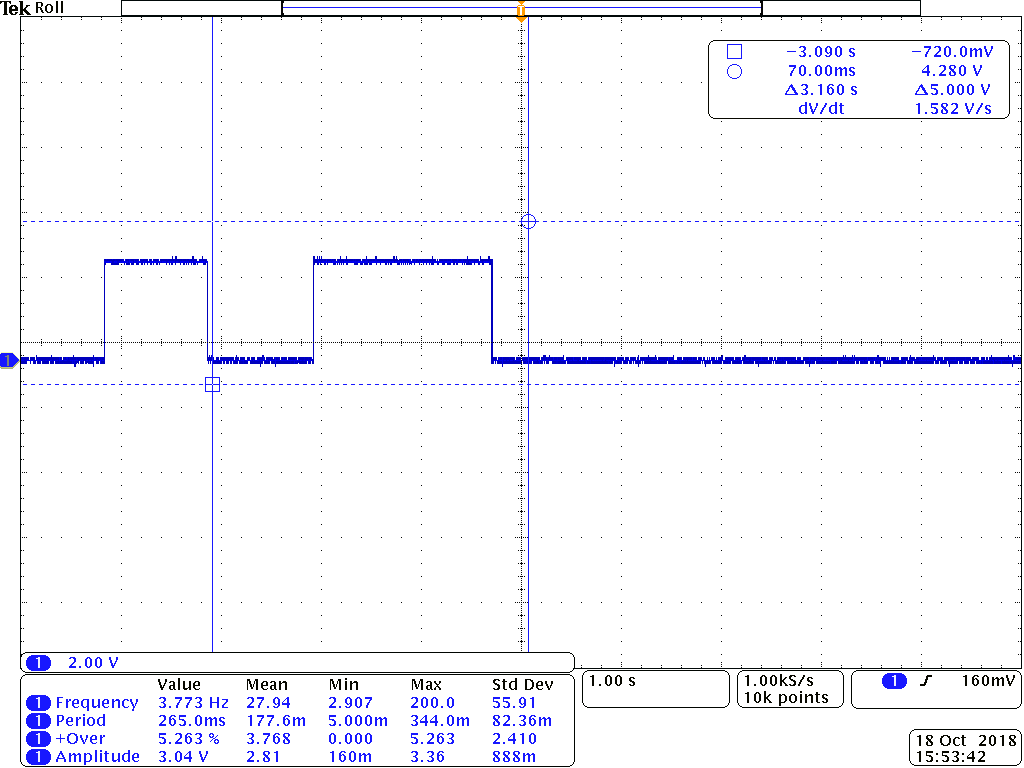 Tek Roll
T
−3.090 s −720.0mV
70.00ms 4.280 V
Δ3.160 s Δ5.000 V
dV/dt 1.582 V/s
1
1 2.00 V
Value Mean Min Max Std Dev
1 Frequency 3.773 Hz 27.94 2.907 200.0 55.91
1 Period 265.0ms 177.6m 5.000m 344.0m 82.36m
1 +Over 5.263 % 3.768 0.000 5.263 2.410
1 Amplitude 3.04 V 2.81 160m 3.36 888m
1.00 s
1.00kS/s
10k points
1 160mV
18 Oct 2018
15:53:42